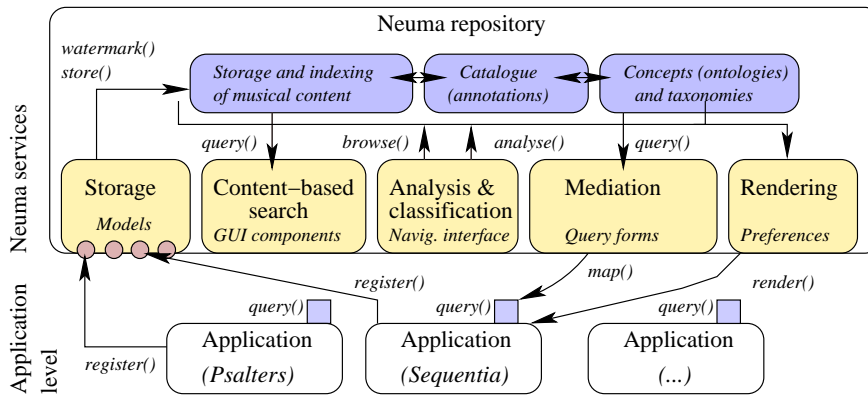 Neuma repository
watermark()
store()
Storage and indexing
of musical content
Catalogue
(annotations)
Concepts (ontologies)
and taxonomies
query()
browse()
analyse()
query()
Neuma services
Storage
Models
Content−based
search
GUI components
Analysis &
classification
Navig. interface
Mediation
Query forms
Rendering
Preferences
register()
map()
render()
query()
query()
query()
Application
level
register()
Application
(Psalters)
Application
(Sequentia)
Application
(...)